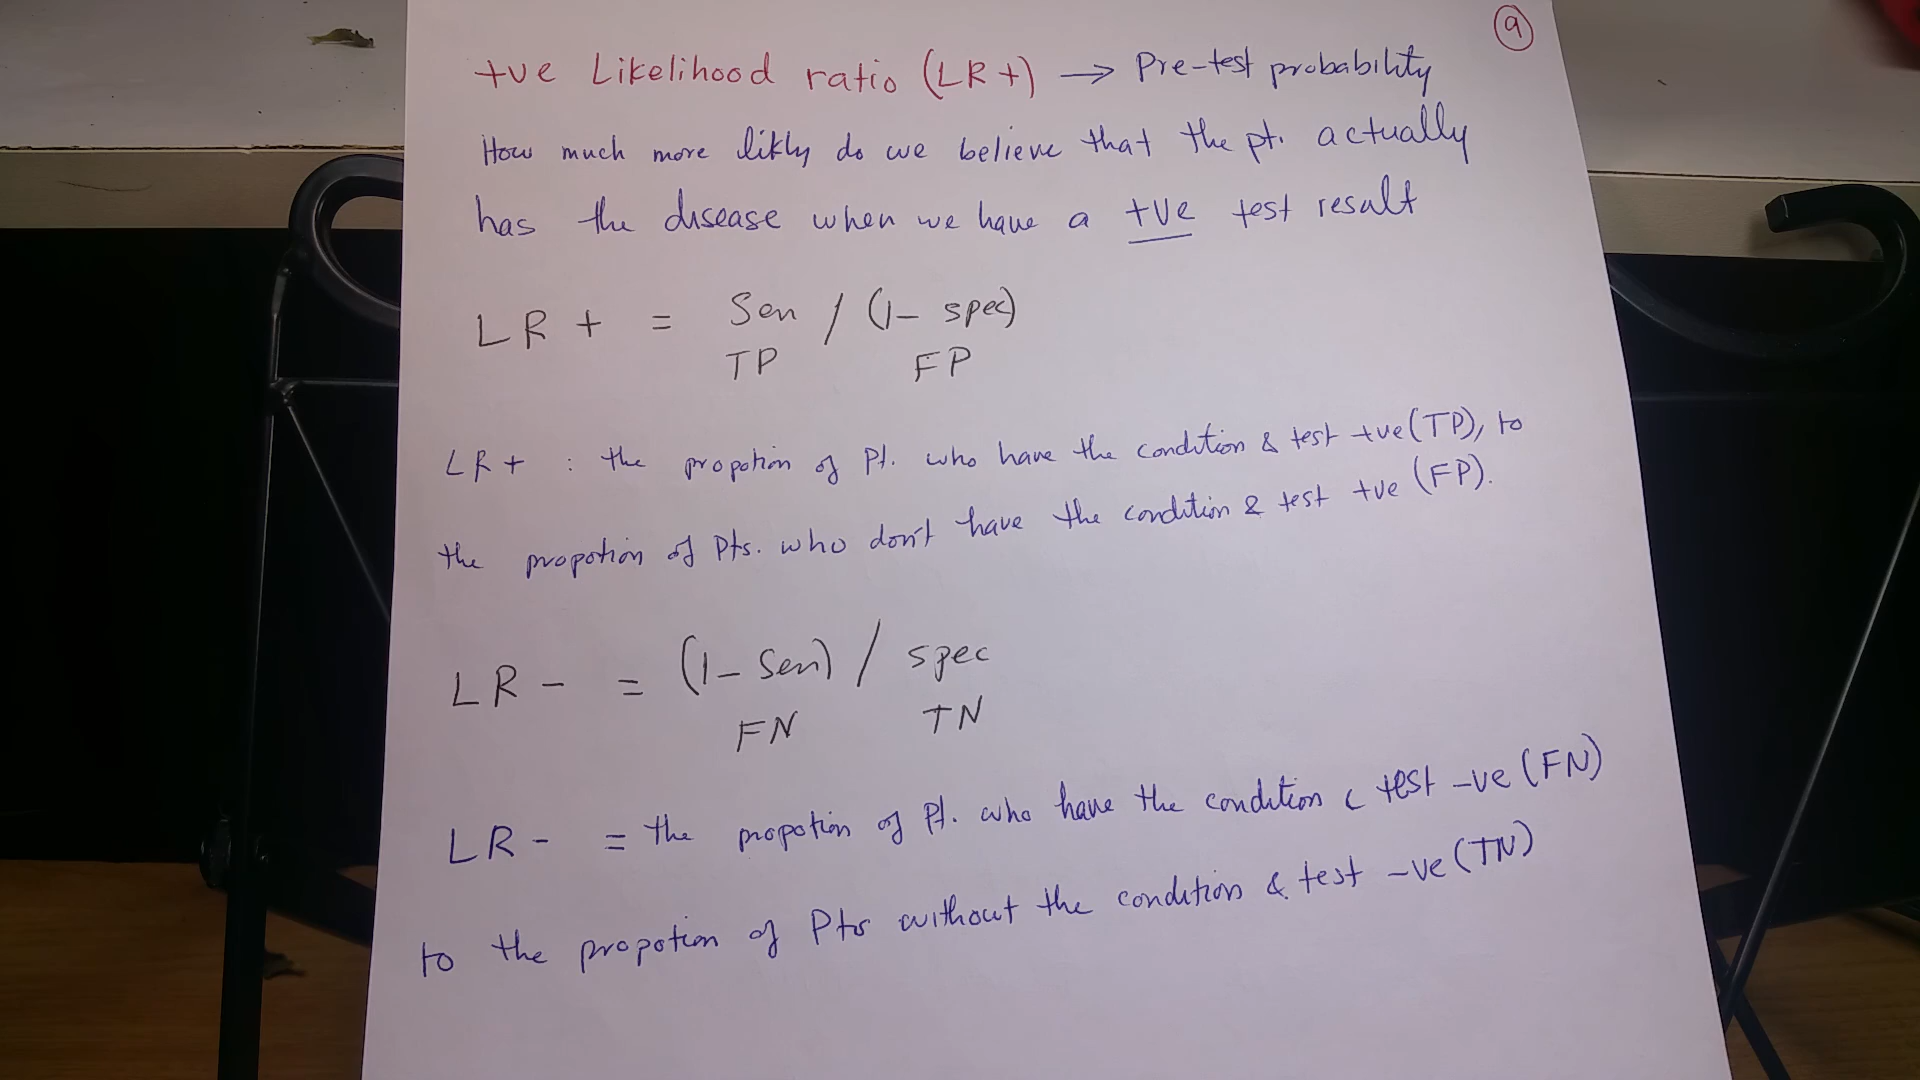 9
+ve Likelihood ratio (LR+) → Pre-test probability
How much more likly do we believe that the pt. actually
has the disease when we have a +ve test result
LR + = Sen / (1- spec)
TP FP
LR+ : the propotion of Pt. who have the condition & test +ve (TP), to
the propotion of Pts. who don't have the condition & test +ve (FP).
LR - = (1- Sen) / spec
FN TN
LR - = the propotion of Pt. who have the condition c test -ve (FN)
to the propotion of Pts without the condition & test -ve (TN)